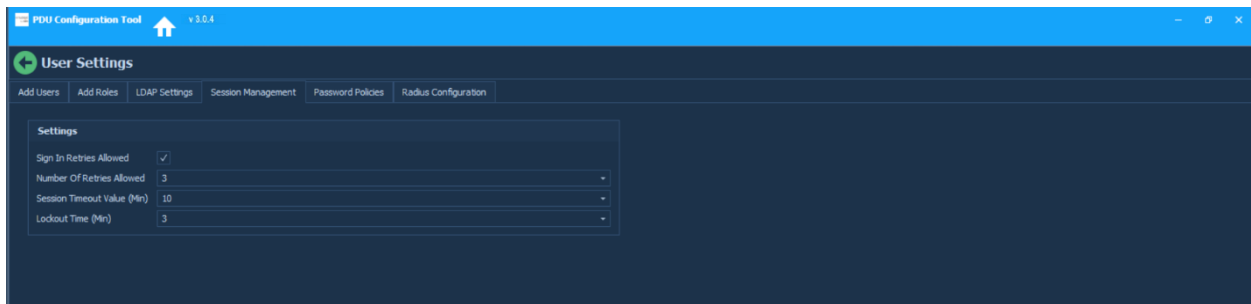 PDU Configuration Tool v 3.0.4
User Settings
Add Users Add Roles LDAP Settings Session Management Password Policies Radius Configuration
Settings
Sign In Retries Allowed
Number Of Retries Allowed 3
Session Timeout Value (Min) 10
Lockout Time (Min) 3